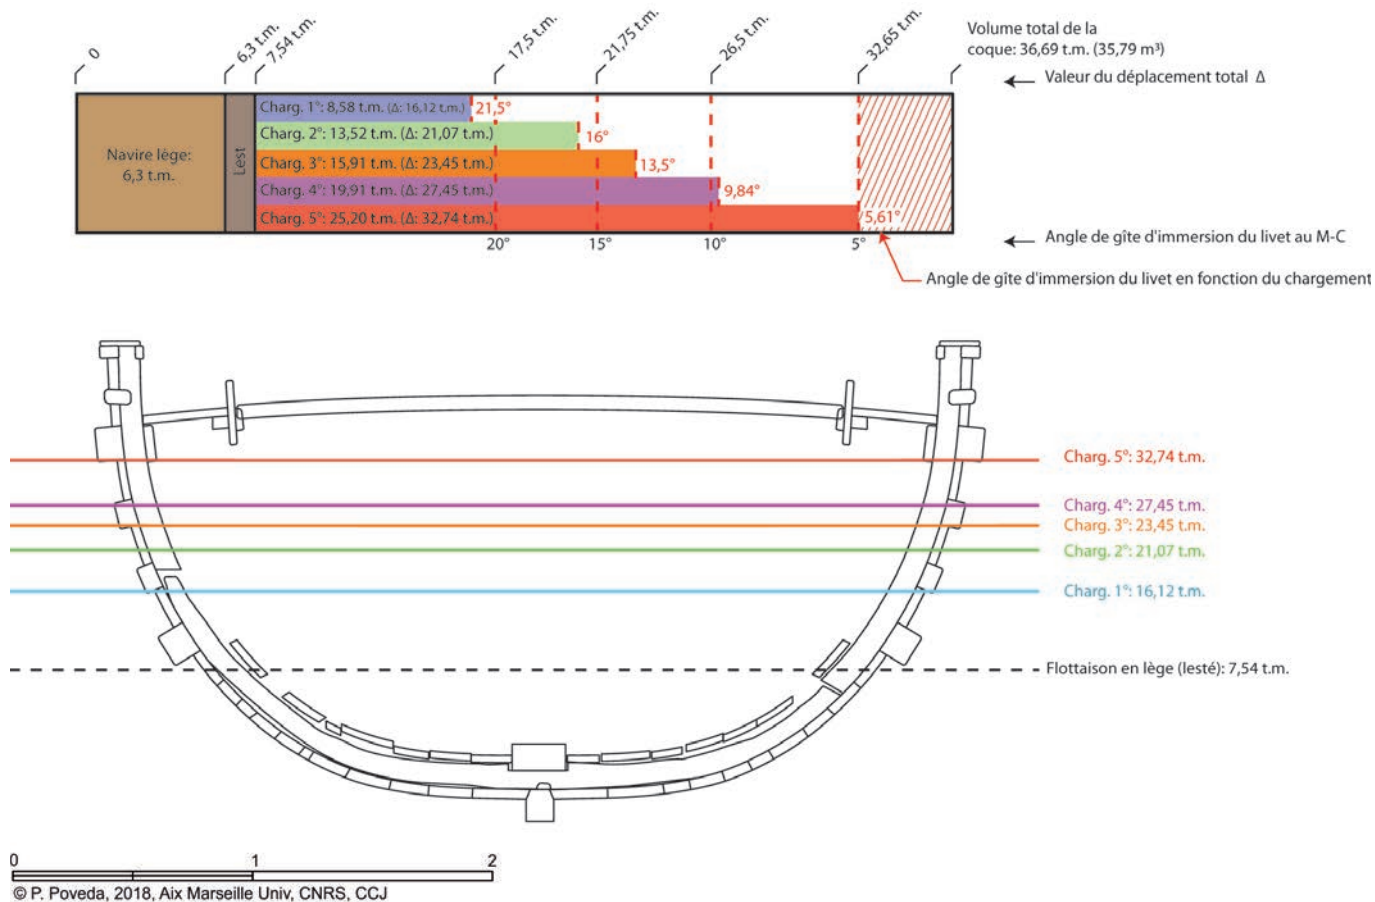 0
6,3 t.m.
7,54 t.m.
17,5 t.m.
21,75 t.m.
26,5 t.m.
32,65 t.m.
Volume total de la
coque: 36,69 t.m. (35,79 m³)
Valeur du déplacement total Δ
Navire lège:
6,3 t.m.
Lest
Charg. 1°: 8,58 t.m. (Δ: 16,12 t.m.)
21,5°
Charg. 2°: 13,52 t.m. (Δ: 21,07 t.m.)
16°
Charg. 3°: 15,91 t.m. (Δ: 23,45 t.m.)
13,5°
Charg. 4°: 19,91 t.m. (Δ: 27,45 t.m.)
9,84°
Charg. 5°: 25,20 t.m. (Δ: 32,74 t.m.)
5,61°
20°
15°
10°
5°
Angle de gîte d'immersion du livet au M-C
Angle de gîte d'immersion du livet en fonction du chargement
Charg. 5°: 32,74 t.m.
Charg. 4°: 27,45 t.m.
Charg. 3°: 23,45 t.m.
Charg. 2°: 21,07 t.m.
Charg. 1°: 16,12 t.m.
Flottaison en lège (lesté): 7,54 t.m.
0
1
2
© P. Poveda, 2018, Aix Marseille Univ, CNRS, CCJ